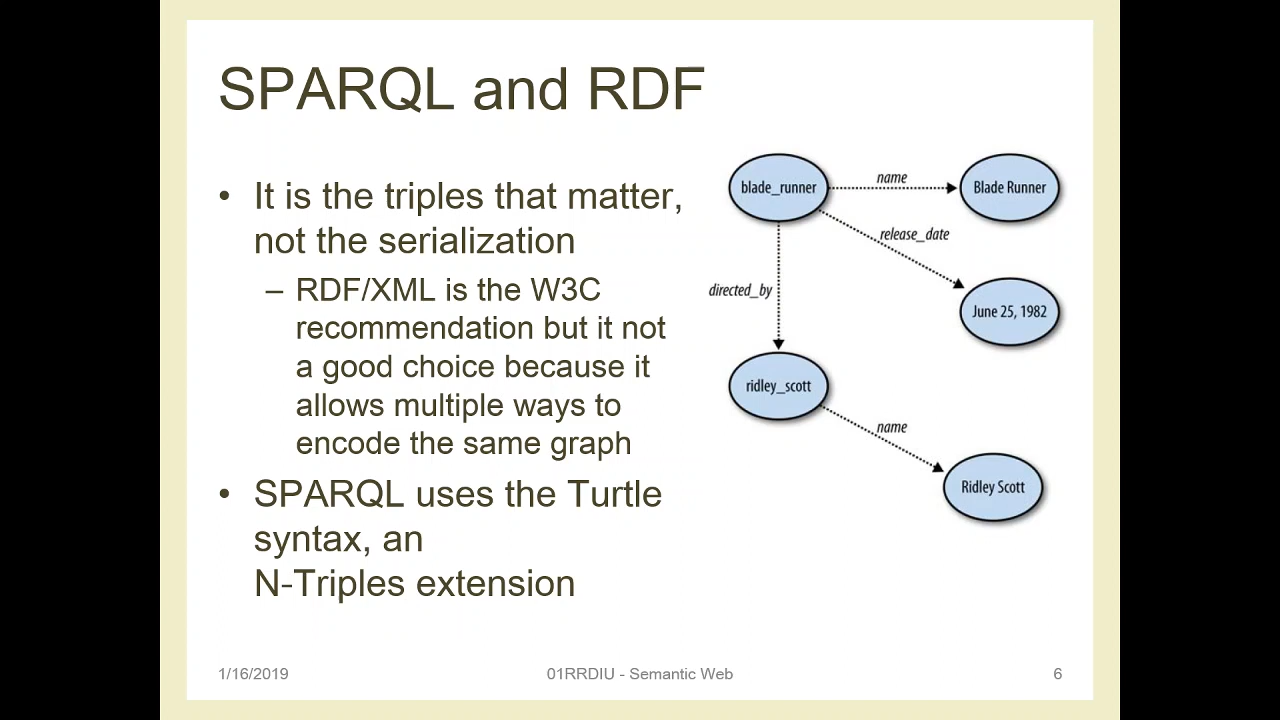 SPARQL and RDF
• It is the triples that matter,
not the serialization
– RDF/XML is the W3C
recommendation but it not
a good choice because it
allows multiple ways to
encode the same graph
• SPARQL uses the Turtle
syntax, an
N-Triples extension
blade_runner
name
Blade Runner
release_date
directed_by
June 25, 1982
ridley_scott
name
Ridley Scott
1/16/2019
01RRDIU - Semantic Web
6